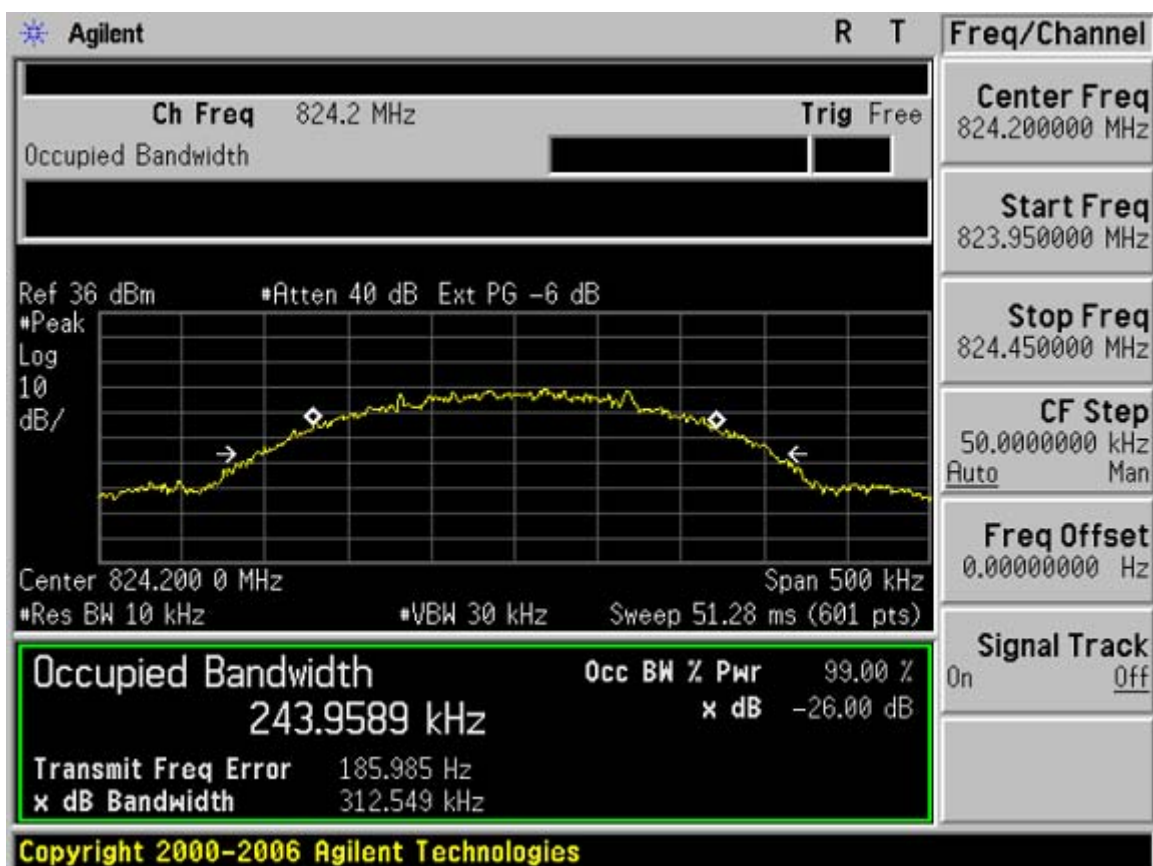 Agilent R T Freq/Channel
Ch Freq 824.2 MHz Trig Free
Occupied Bandwidth
Center Freq
824.200000 MHz
Start Freq
823.950000 MHz
Ref 36 dBm #Atten 40 dB Ext PG -6 dB
#Peak
Log
10
dB/
Stop Freq
824.450000 MHz
CF Step
50.0000000 kHz
Auto Man
Freq Offset
0.00000000 Hz
Center 824.200 0 MHz Span 500 kHz
#Res BW 10 kHz #VBW 30 kHz Sweep 51.28 ms (601 pts)
Signal Track
On Off
Occupied Bandwidth Occ BW % Pwr 99.00 %
243.9589 kHz x dB -26.00 dB
Transmit Freq Error 185.985 Hz
x dB Bandwidth 312.549 kHz
Copyright 2000-2006 Agilent Technologies